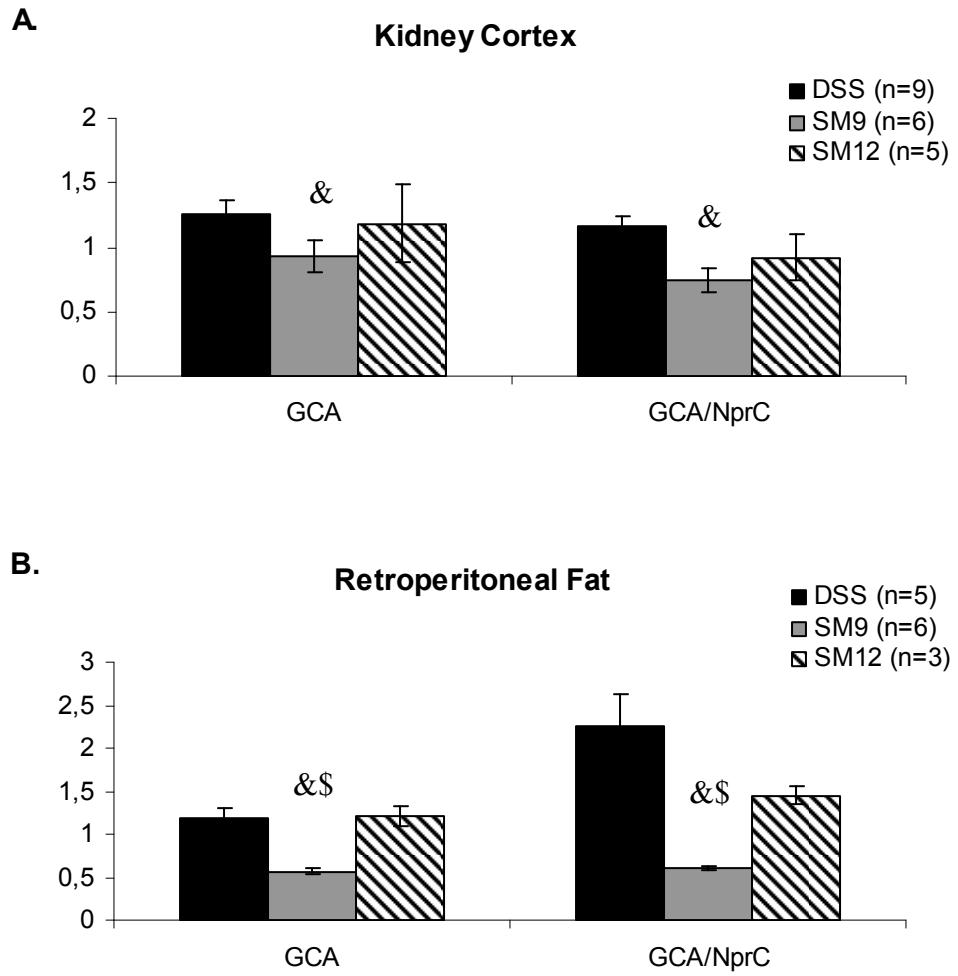 A.
Kidney Cortex
DSS (n=9)
SM9 (n=6)
SM12 (n=5)
2
1,5
1
0,5
0
&
&
GCA
GCA/NprC
B.
Retroperitoneal Fat
DSS (n=5)
SM9 (n=6)
SM12 (n=3)
3
2,5
2
1,5
1
0,5
0
&$
&$
GCA
GCA/NprC